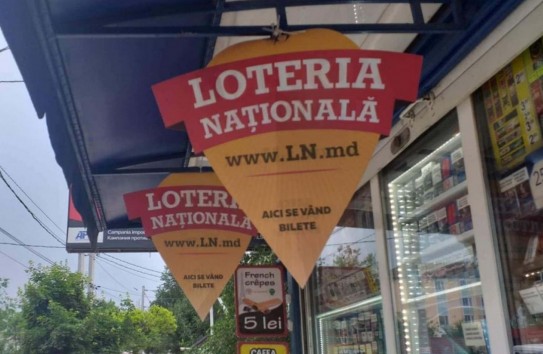 LOTERIA
NAȚIONALĂ
www.LN.md
AICI SE VÂND
BILETE
LOTERIA
NAȚIONALĂ
www.LN.md
AICI SE VÂND
BILETE
French
crêpes
5 lei